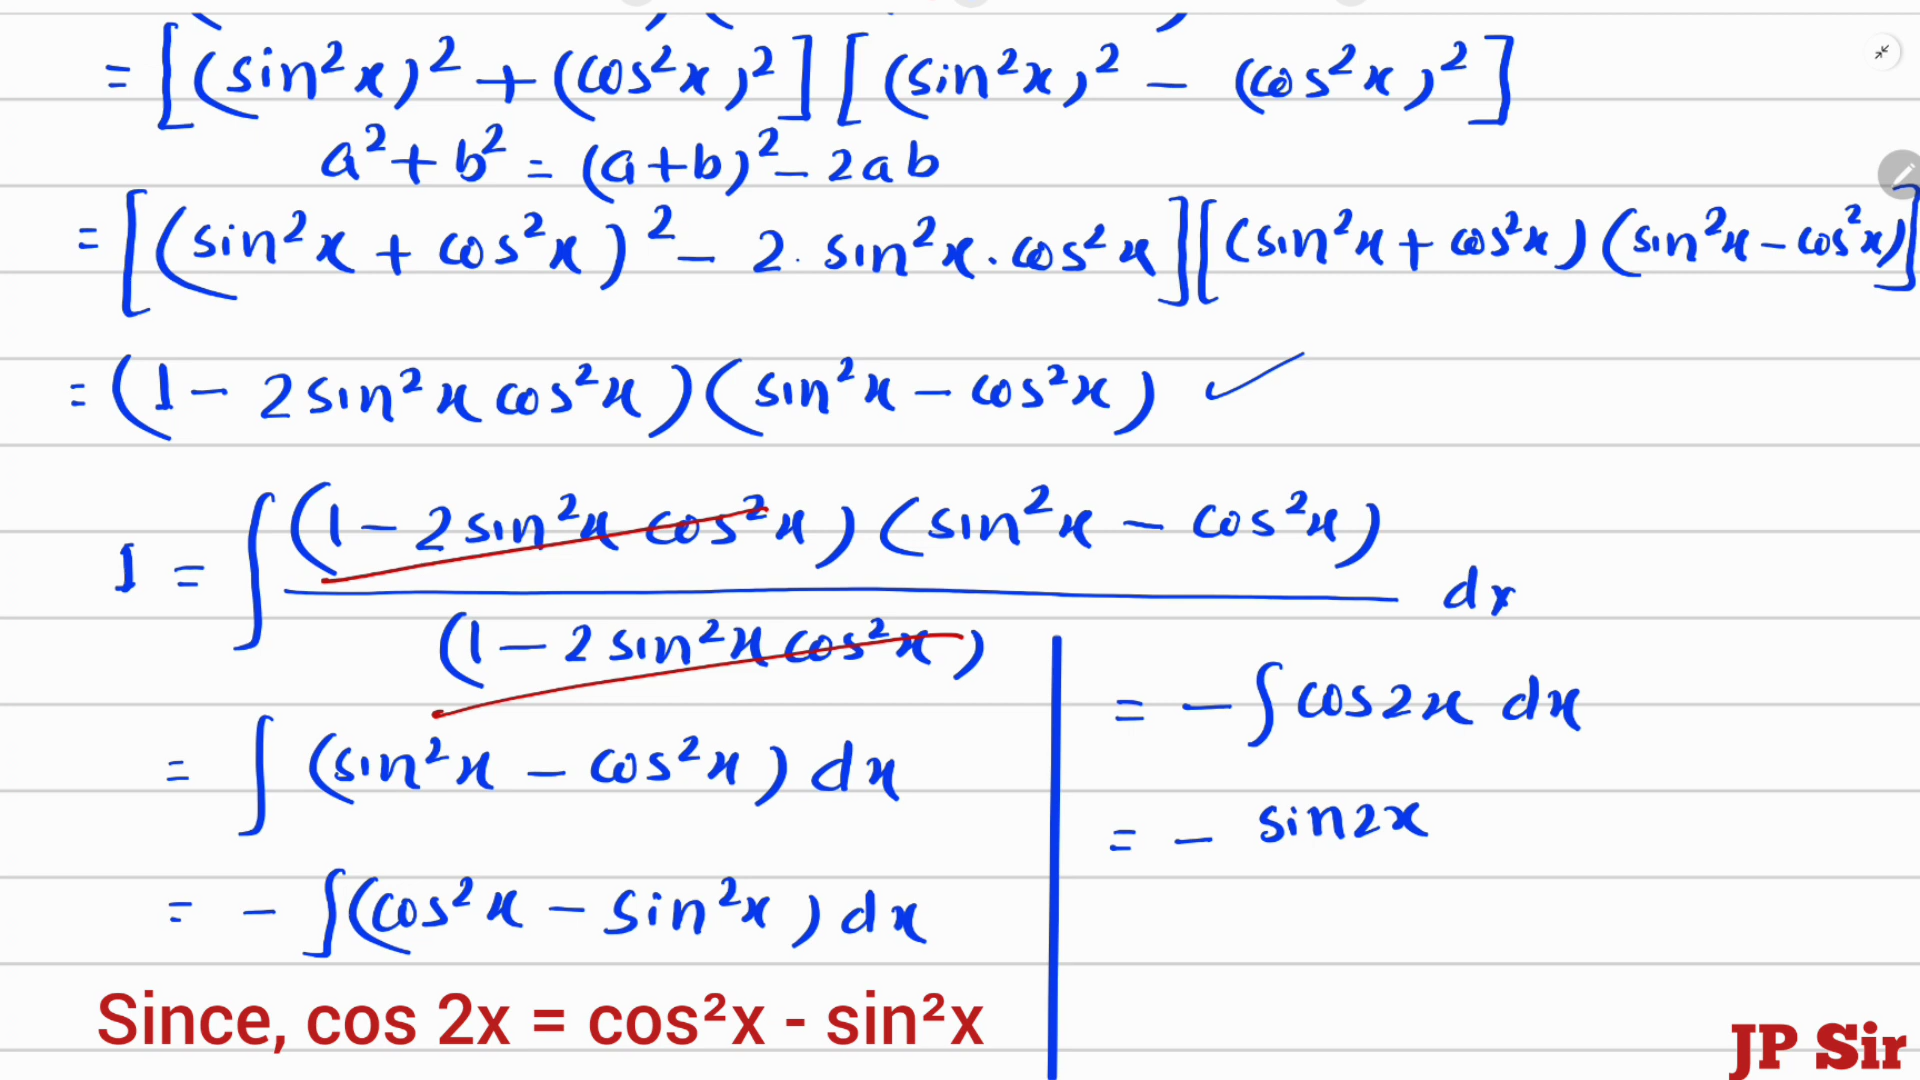 = [(sin²x)² + (cos²x)²] [(sin²x)² - (cos²x)²]
a² + b² = (a+b)² - 2ab
= [(sin²x + cos²x)² - 2. sin²x.cos²x][(sin²x + cos²x)(sin²x - cos²x)]
= (1 - 2sin²x cos²x)(sin²x - cos²x) ✓
I = ∫ (1 - 2sin²x cos²x)(sin²x - cos²x)
dx
(1 - 2sin²x cos²x)
= ∫ (sin²x - cos²x) dx
= - ∫(cos²x - sin²x) dx
Since, cos 2x = cos²x - sin²x
= - ∫ cos2x dx
= - sin2x
JP Sir